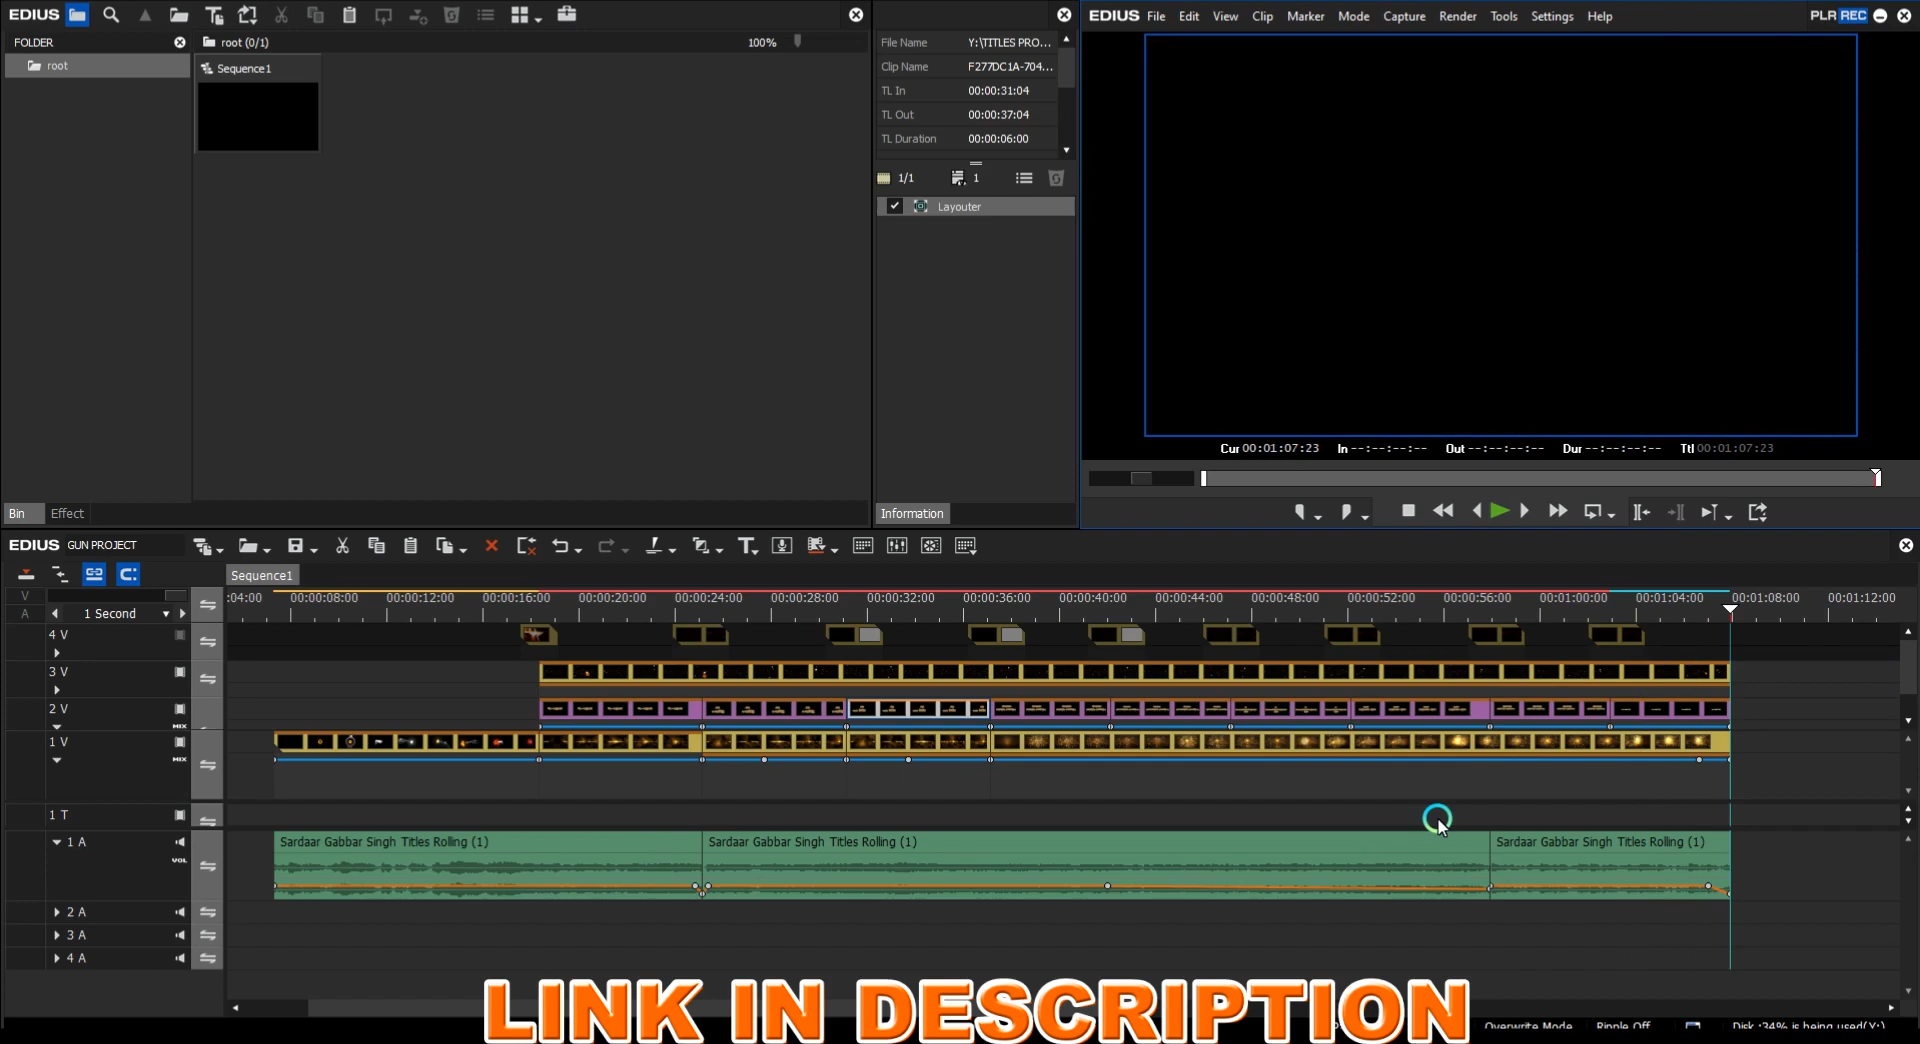 EDIUS
FOLDER
root (0/1)
100%
root
Sequence1
Bin
Effect
File Name Y:\TITLES PRO...
Clip Name F277DC1A-704...
TL In 00:00:31:04
TL Out 00:00:37:04
TL Duration 00:00:06:00
1/1
1
Layouter
Information
EDIUS File Edit View Clip Marker Mode Capture Render Tools Settings Help
PLR REC
Cur 00:01:07:23 In --:--:--:-- Out --:--:--:-- Dur --:--:--:-- Ttl 00:01:07:23
EDIUS GUN PROJECT
Sequence1
V
A
1 Second
:04:00 00:00:08:00 00:00:12:00 00:00:16:00 00:00:20:00 00:00:24:00 00:00:28:00 00:00:32:00 00:00:36:00 00:00:40:00 00:00:44:00 00:00:48:00 00:00:52:00 00:00:56:00 00:01:00:00 00:01:04:00 00:01:08:00 00:01:12:00
4 V
3 V
2 V
MIX
1 V
MIX
1 T
1 A
VOL
Sardaar Gabbar Singh Titles Rolling (1)
Sardaar Gabbar Singh Titles Rolling (1)
Sardaar Gabbar Singh Titles Rolling (1)
2 A
3 A
4 A
LINK IN DESCRIPTION
Overwrite Mode
Ripple Off
Disk :34% is being used(Y:)